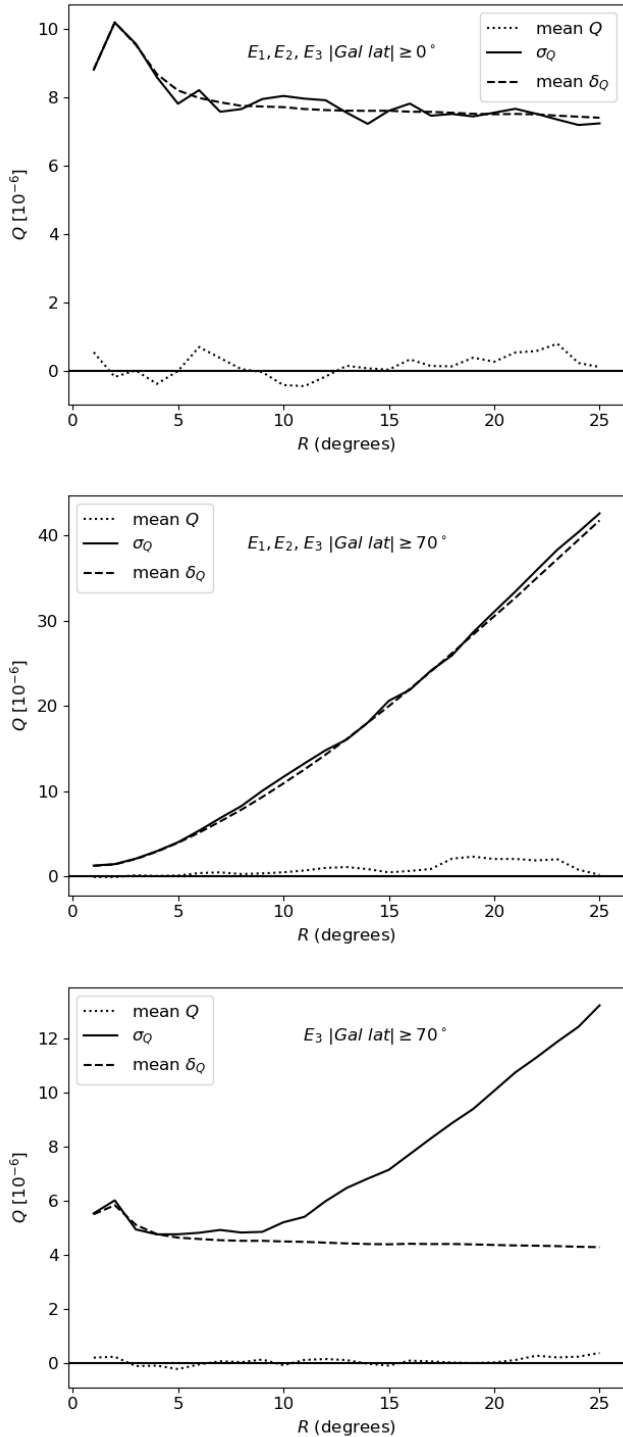 10
8
6
4
2
0
Q [10⁻⁶]
E₁, E₂, E₃ |Gal lat| ≥ 0°
mean Q
σ_Q
mean δ_Q
0 5 10 15 20 25
R (degrees)
40
30
20
10
0
Q [10⁻⁶]
mean Q
σ_Q
mean δ_Q
E₁, E₂, E₃ |Gal lat| ≥ 70°
0 5 10 15 20 25
R (degrees)
12
10
8
6
4
2
0
Q [10⁻⁶]
mean Q
σ_Q
mean δ_Q
E₃ |Gal lat| ≥ 70°
0 5 10 15 20 25
R (degrees)